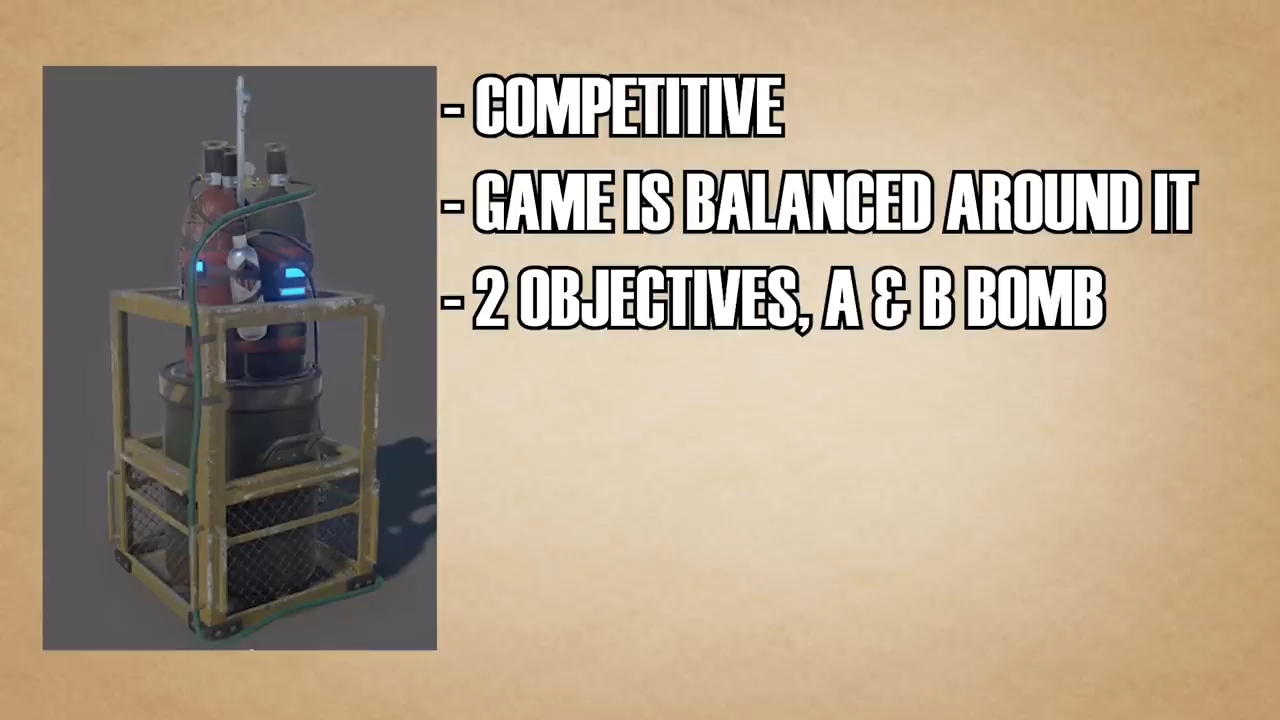 - COMPETITIVE
- GAME IS BALANCED AROUND IT
- 2 OBJECTIVES, A & B BOMB